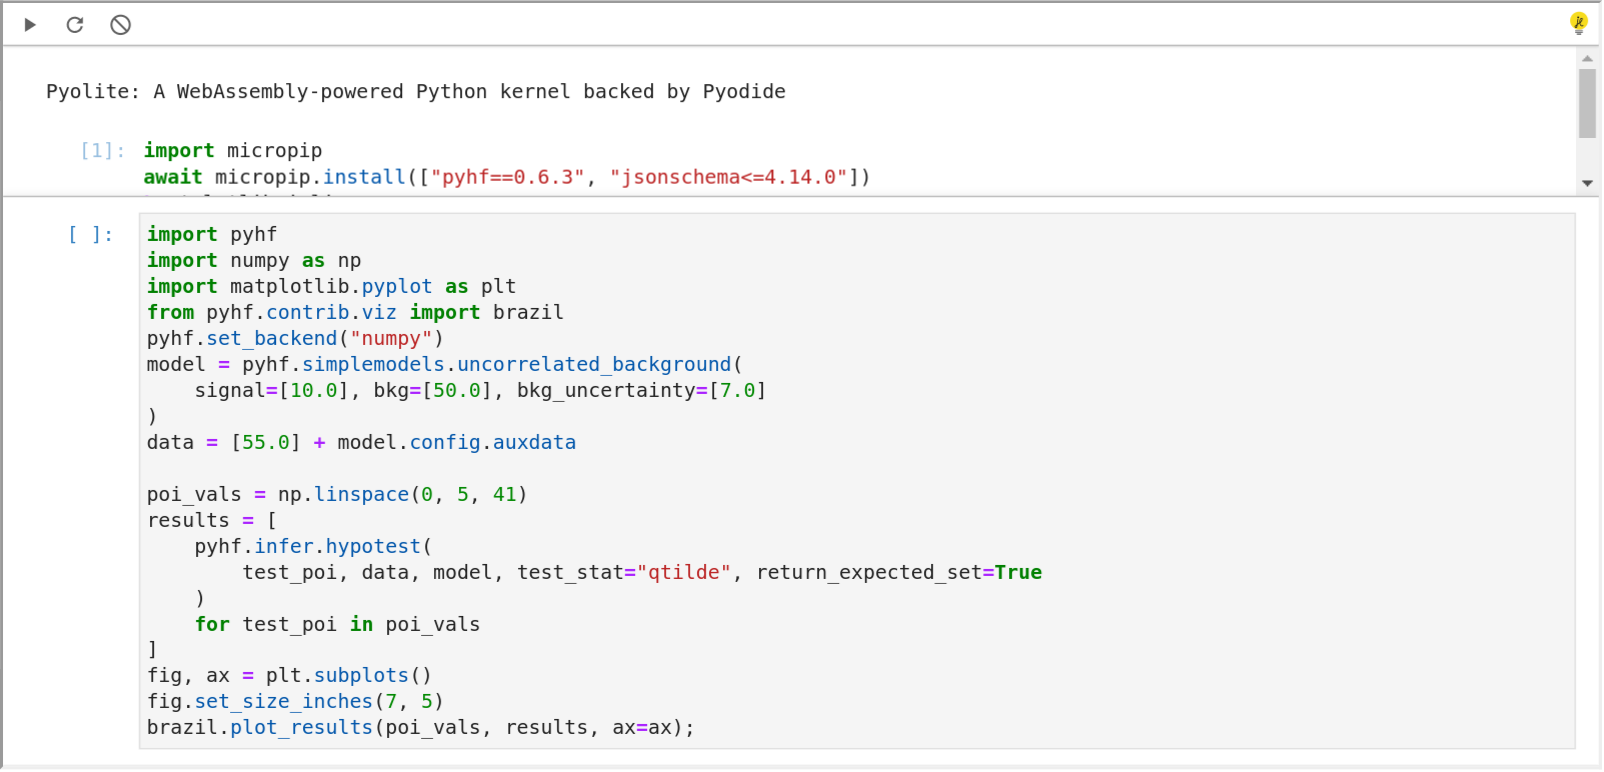 Pyolite: A WebAssembly-powered Python kernel backed by Pyodide
[1]: import micropip
await micropip.install(["pyhf==0.6.3", "jsonschema<=4.14.0"])
[ ]: import pyhf
import numpy as np
import matplotlib.pyplot as plt
from pyhf.contrib.viz import brazil
pyhf.set_backend("numpy")
model = pyhf.simplemodels.uncorrelated_background(
    signal=[10.0], bkg=[50.0], bkg_uncertainty=[7.0]
)
data = [55.0] + model.config.auxdata

poi_vals = np.linspace(0, 5, 41)
results = [
    pyhf.infer.hypotest(
        test_poi, data, model, test_stat="qtilde", return_expected_set=True
    )
    for test_poi in poi_vals
]
fig, ax = plt.subplots()
fig.set_size_inches(7, 5)
brazil.plot_results(poi_vals, results, ax=ax);